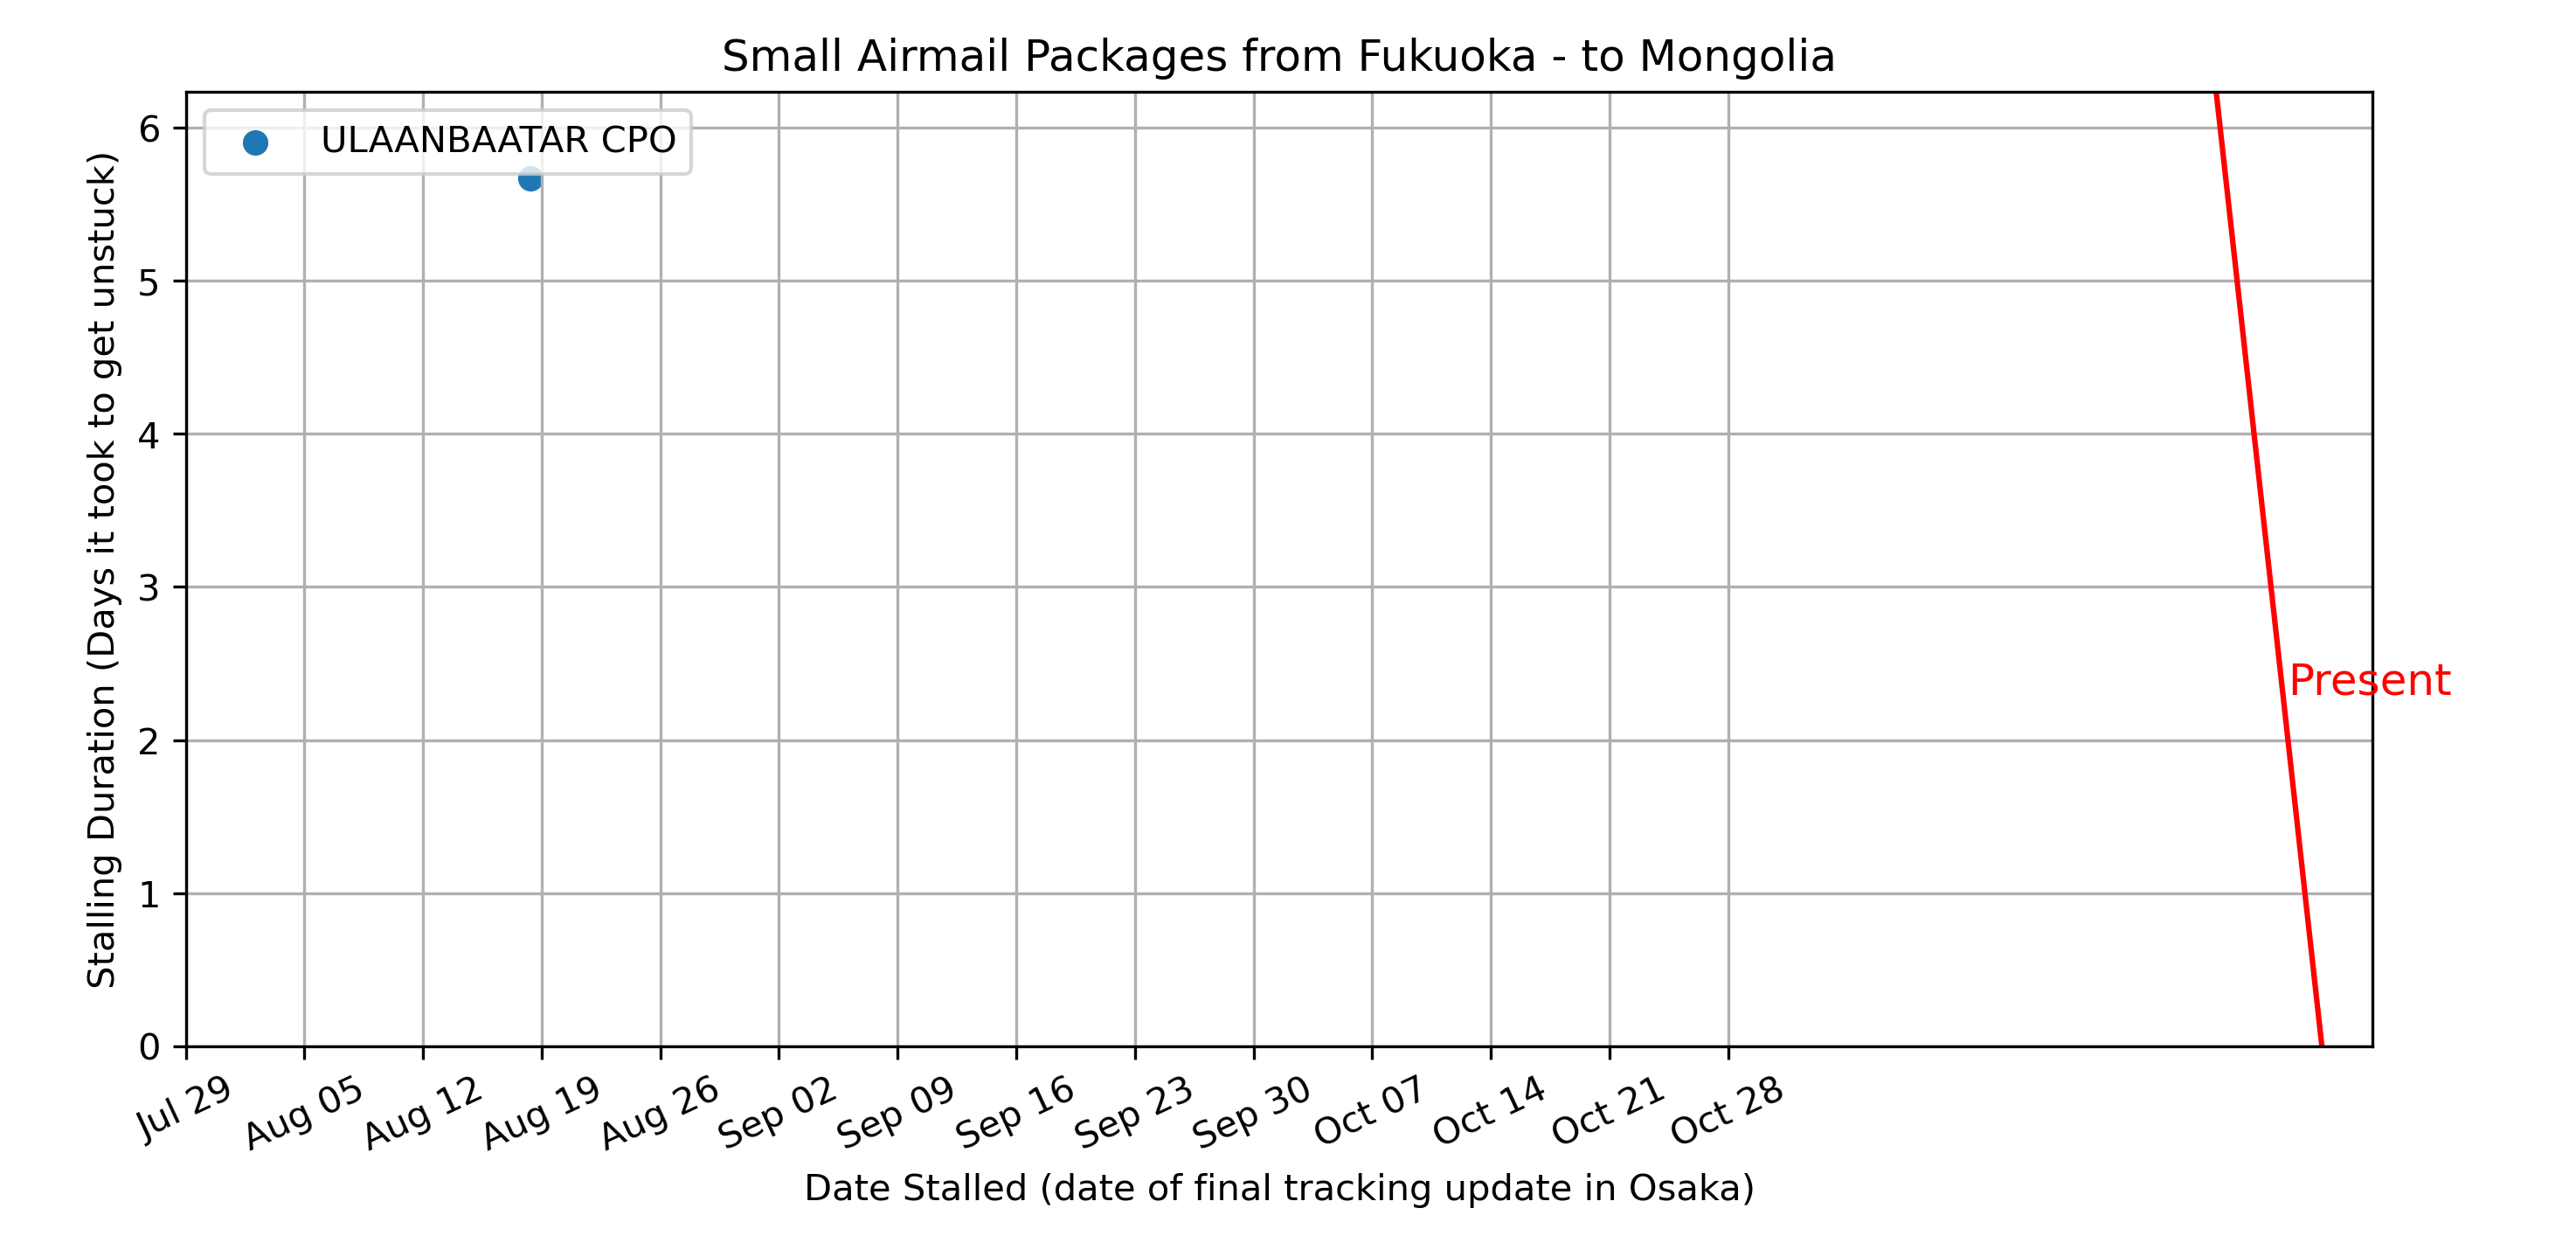 Small Airmail Packages from Fukuoka - to Mongolia
ULAANBAATAR CPO
Stalling Duration (Days it took to get unstuck)
6
5
4
3
2
1
0
Present
Jul 29
Aug 05
Aug 12
Aug 19
Aug 26
Sep 02
Sep 09
Sep 16
Sep 23
Sep 30
Oct 07
Oct 14
Oct 21
Oct 28
Date Stalled (date of final tracking update in Osaka)